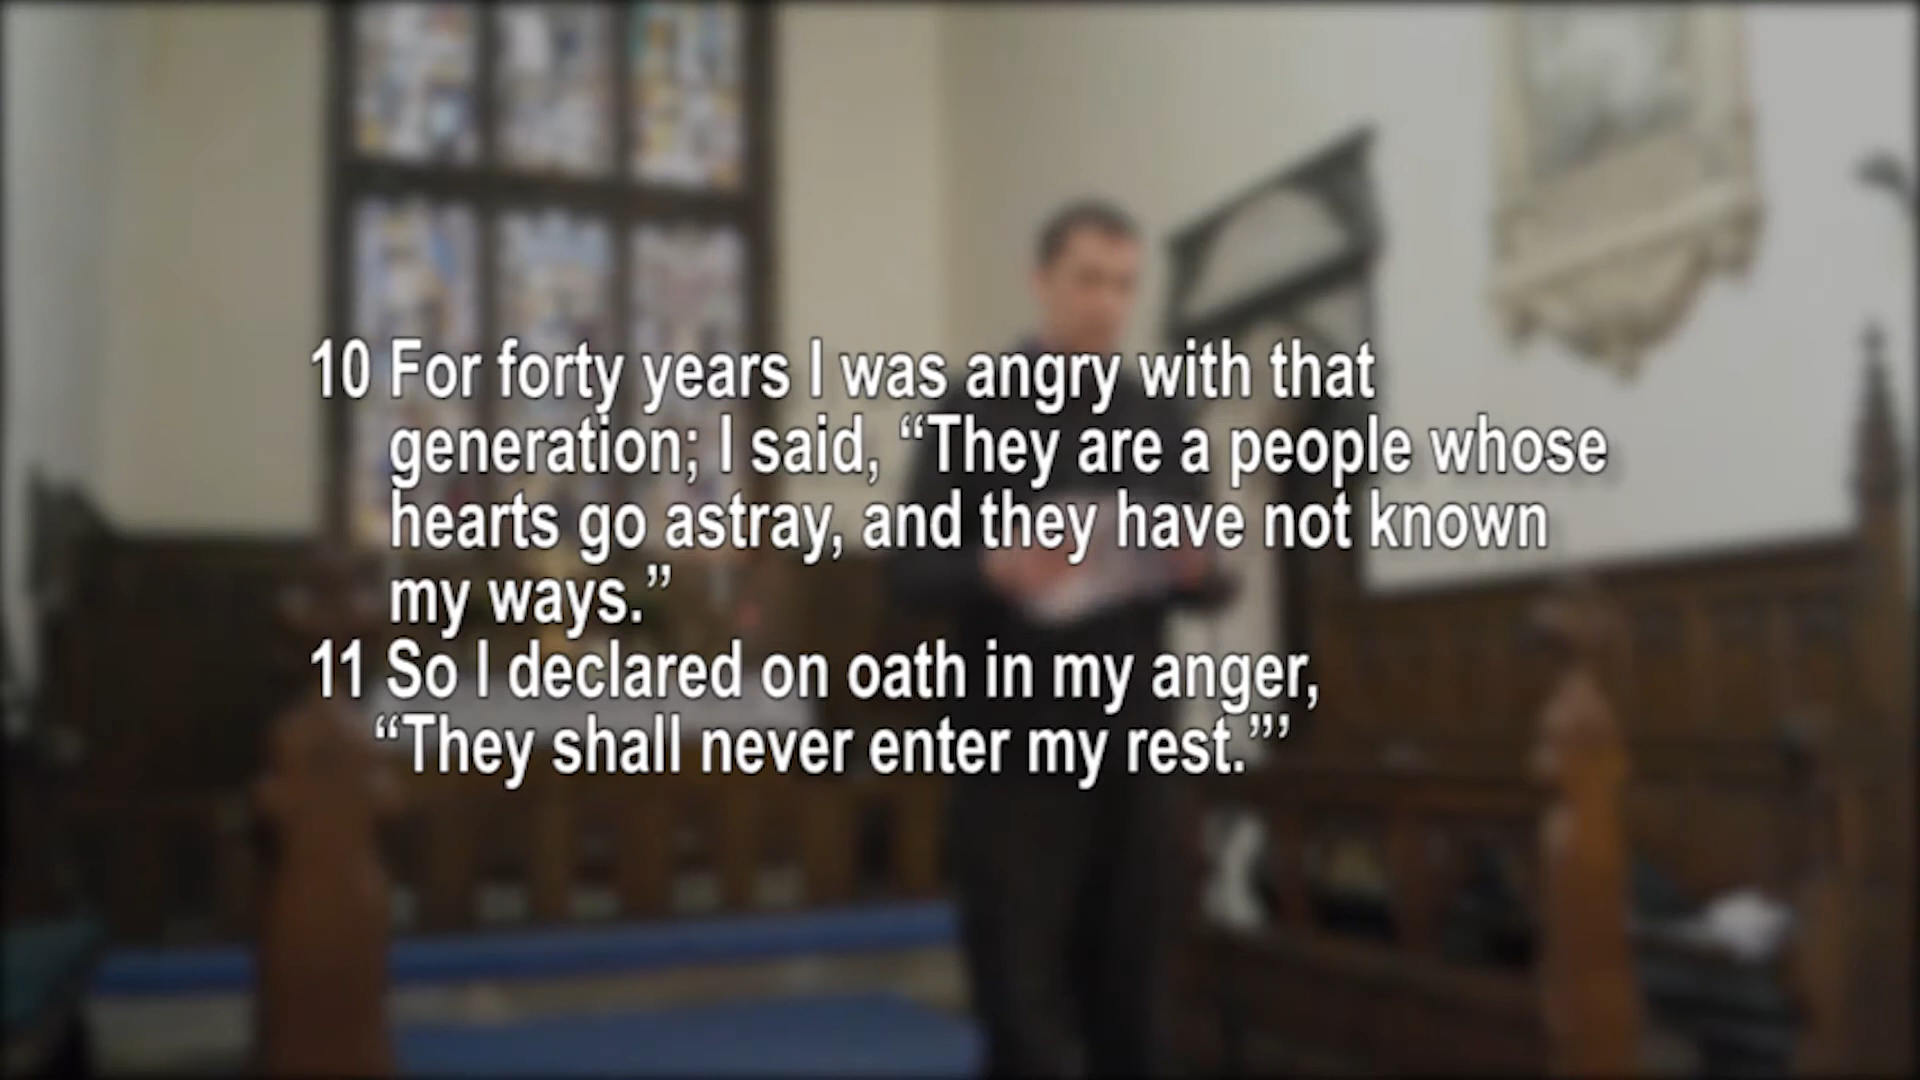 10 For forty years I was angry with that
generation; I said, “They are a people whose
hearts go astray, and they have not known
my ways.”
11 So I declared on oath in my anger,
“They shall never enter my rest.”’